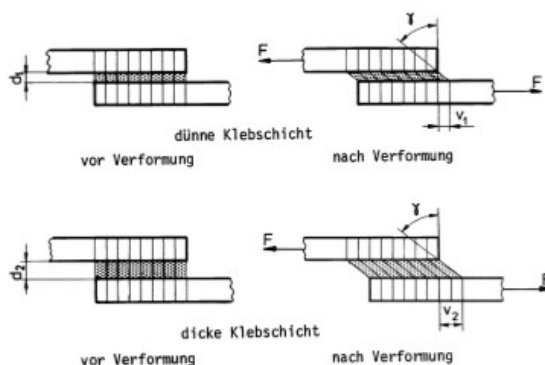 γ
F
d₁
F
v₁
dünne Klebschicht
vor Verformung
nach Verformung
γ
F
d₂
F
v₂
dicke Klebschicht
vor Verformung
nach Verformung